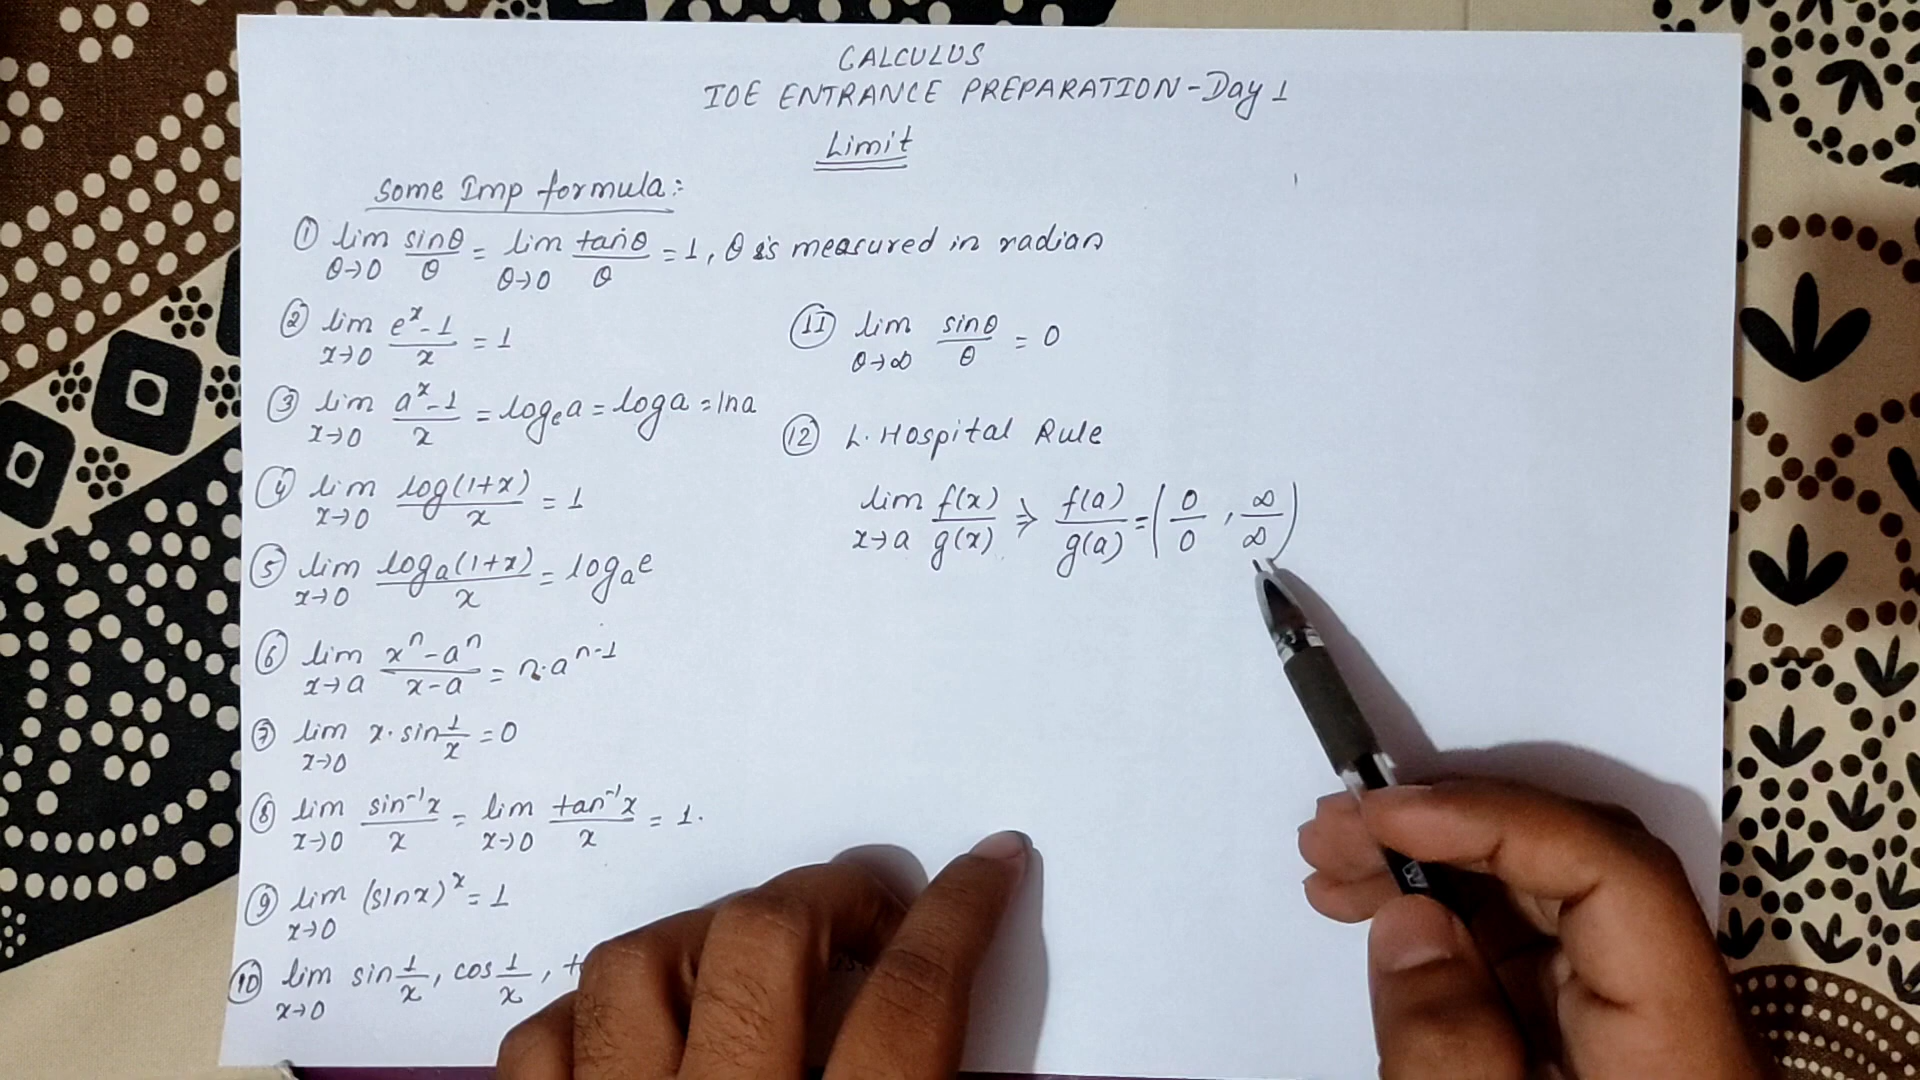 CALCULUS
IOE ENTRANCE PREPARATION - Day 1
Limit
Some Imp formula:-
① lim θ→0 sinθ/θ = lim θ→0 tanθ/θ = 1, θ is measured in radian
② lim x→0 (e^x - 1)/x = 1
③ lim x→0 (a^x - 1)/x = log_e a = log a = ln a
④ lim x→0 log(1+x)/x = 1
⑤ lim x→0 log_a(1+x)/x = log_a e
⑥ lim x→a (x^n - a^n)/(x - a) = n·a^(n-1)
⑦ lim x→0 x·sin 1/x = 0
⑧ lim x→0 sin⁻¹x/x = lim x→0 tan⁻¹x/x = 1.
⑨ lim x→0 (sinx)^x = 1
⑩ lim x→0 sin 1/x, cos 1/x,
⑪ lim θ→∞ sinθ/θ = 0
⑫ L. Hospital Rule
lim x→a f(x)/g(x) ⇒ f(a)/g(a) = (0/0, ∞/∞)